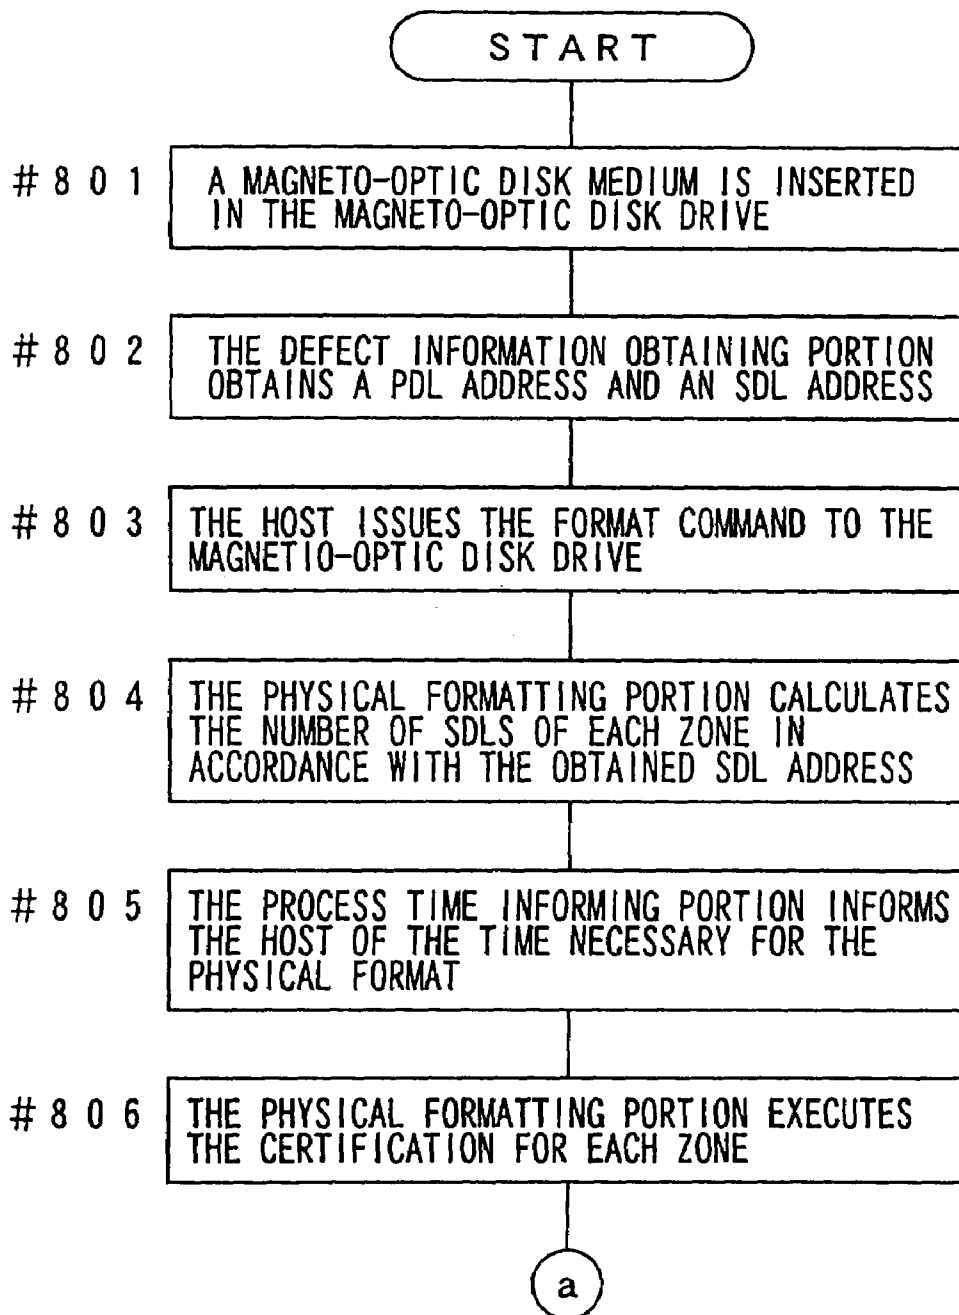 START
#801
A MAGNETO-OPTIC DISK MEDIUM IS INSERTED
IN THE MAGNETO-OPTIC DISK DRIVE
#802
THE DEFECT INFORMATION OBTAINING PORTION
OBTAINS A PDL ADDRESS AND AN SDL ADDRESS
#803
THE HOST ISSUES THE FORMAT COMMAND TO THE
MAGNETIO-OPTIC DISK DRIVE
#804
THE PHYSICAL FORMATTING PORTION CALCULATES
THE NUMBER OF SDLS OF EACH ZONE IN
ACCORDANCE WITH THE OBTAINED SDL ADDRESS
#805
THE PROCESS TIME INFORMING PORTION INFORMS
THE HOST OF THE TIME NECESSARY FOR THE
PHYSICAL FORMAT
#806
THE PHYSICAL FORMATTING PORTION EXECUTES
THE CERTIFICATION FOR EACH ZONE
a